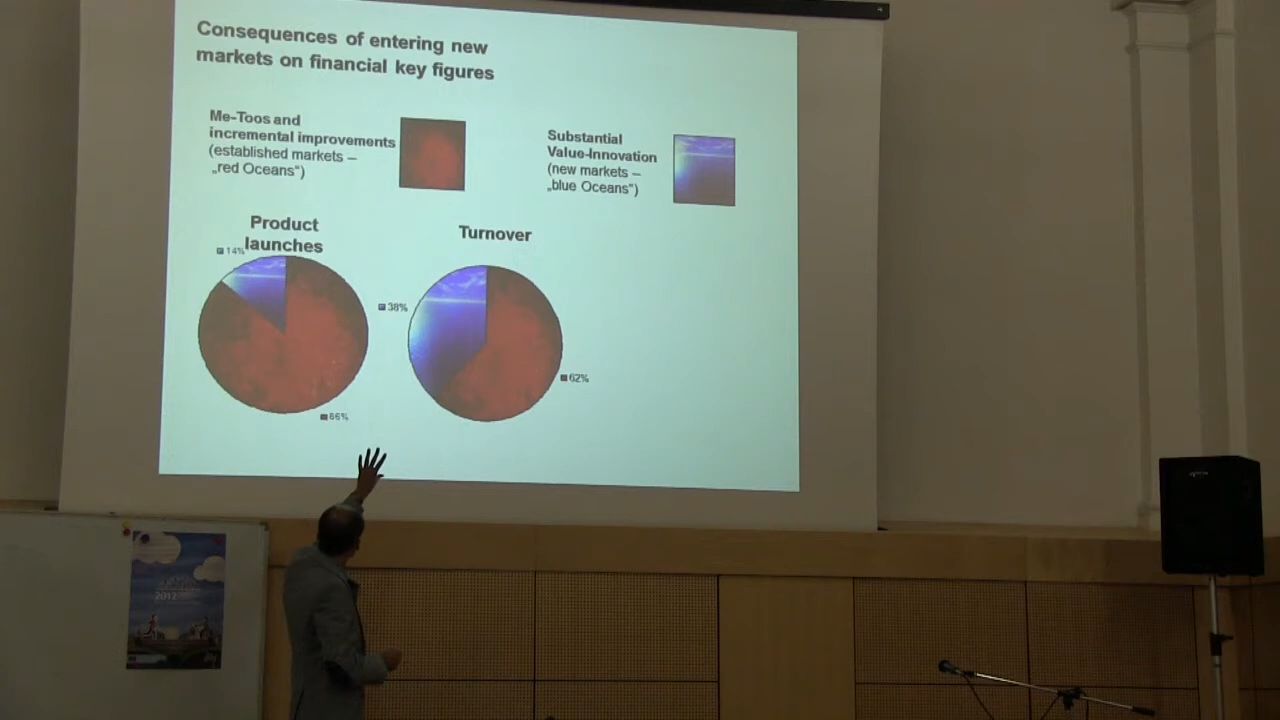 Consequences of entering new
markets on financial key figures
Me-Toos and
incremental improvements
(established markets –
„red Oceans“)
Substantial
Value-Innovation
(new markets –
„blue Oceans“)
Product
launches
14%
86%
Turnover
38%
62%
2012